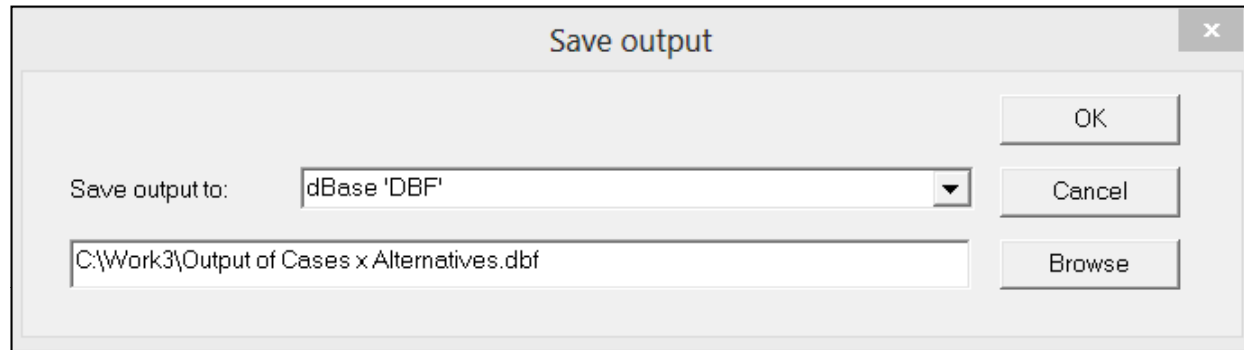 Save output
x
OK
Save output to: dBase 'DBF' Cancel
C:\Work3\Output of Cases x Alternatives.dbf Browse